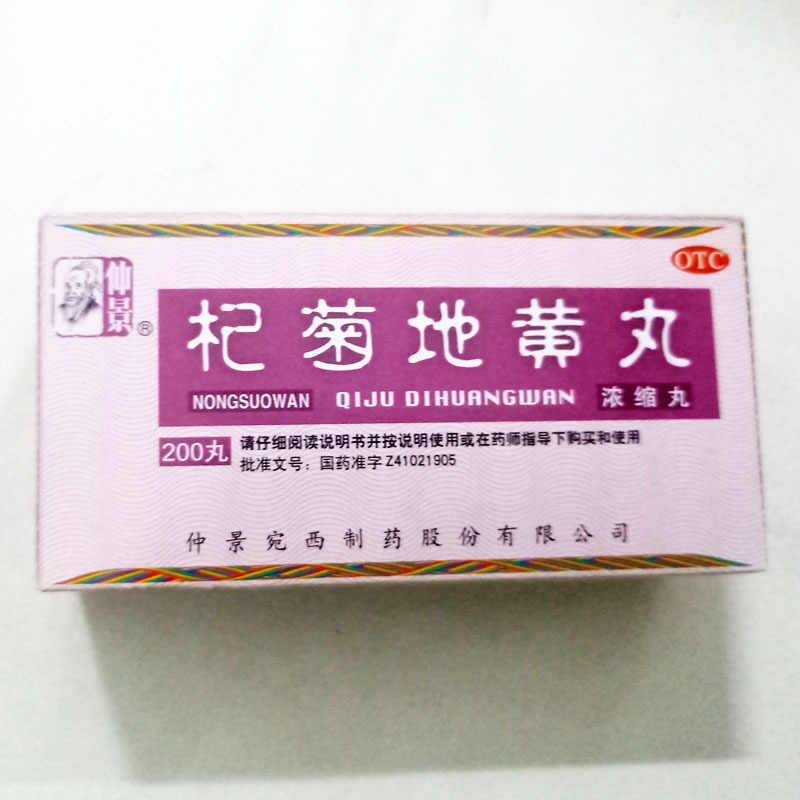 OTC
仲景
®
杞菊地黄丸
NONGSUOWAN QIJU DIHUANGWAN 浓缩丸
200丸
请仔细阅读说明书并按说明使用或在药师指导下购买和使用
批准文号：国药准字Z41021905
仲景宛西制药股份有限公司